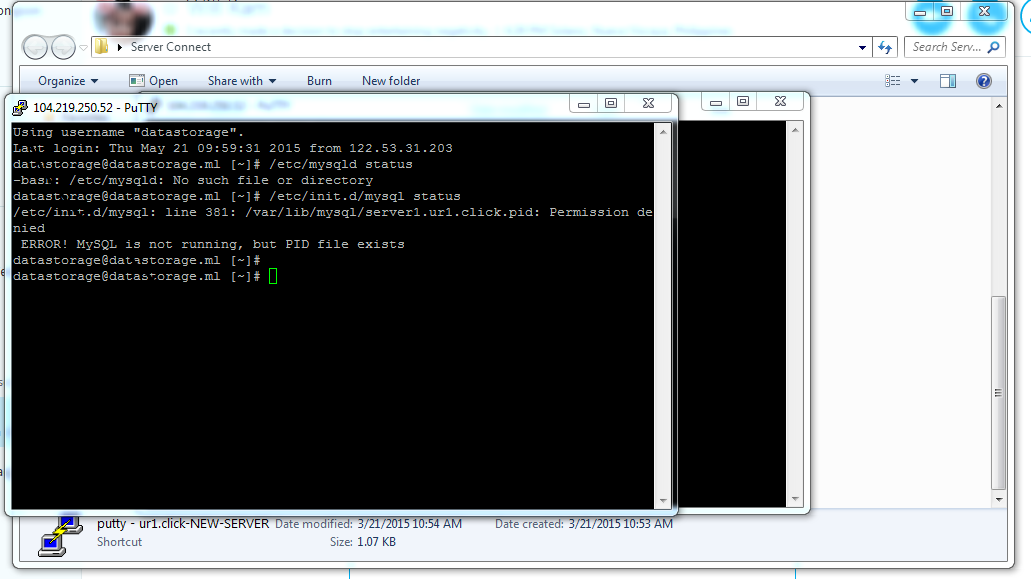 Server Connect
Search Serv...
Organize Open Share with Burn New folder
104.219.250.52 - PuTTY
Using username "datastorage".
Last login: Thu May 21 09:59:31 2015 from 122.53.31.203
datastorage@datastorage.ml [~]# /etc/mysqld status
-bash: /etc/mysqld: No such file or directory
datastorage@datastorage.ml [~]# /etc/init.d/mysql status
/etc/init.d/mysql: line 381: /var/lib/mysql/server1.ur1.click.pid: Permission de
nied
ERROR! MySQL is not running, but PID file exists
datastorage@datastorage.ml [~]#
datastorage@datastorage.ml [~]#
putty - ur1.click-NEW-SERVER Date modified: 3/21/2015 10:54 AM Date created: 3/21/2015 10:53 AM
Shortcut Size: 1.07 KB